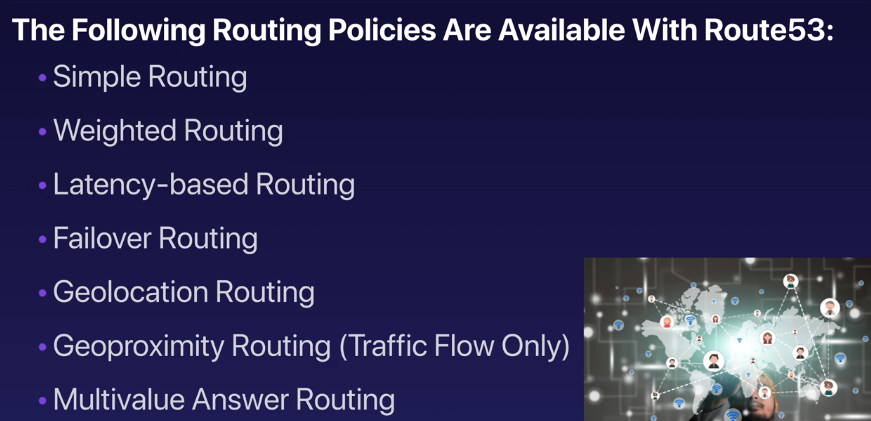 The Following Routing Policies Are Available With Route53:
• Simple Routing
• Weighted Routing
• Latency-based Routing
• Failover Routing
• Geolocation Routing
• Geoproximity Routing (Traffic Flow Only)
• Multivalue Answer Routing